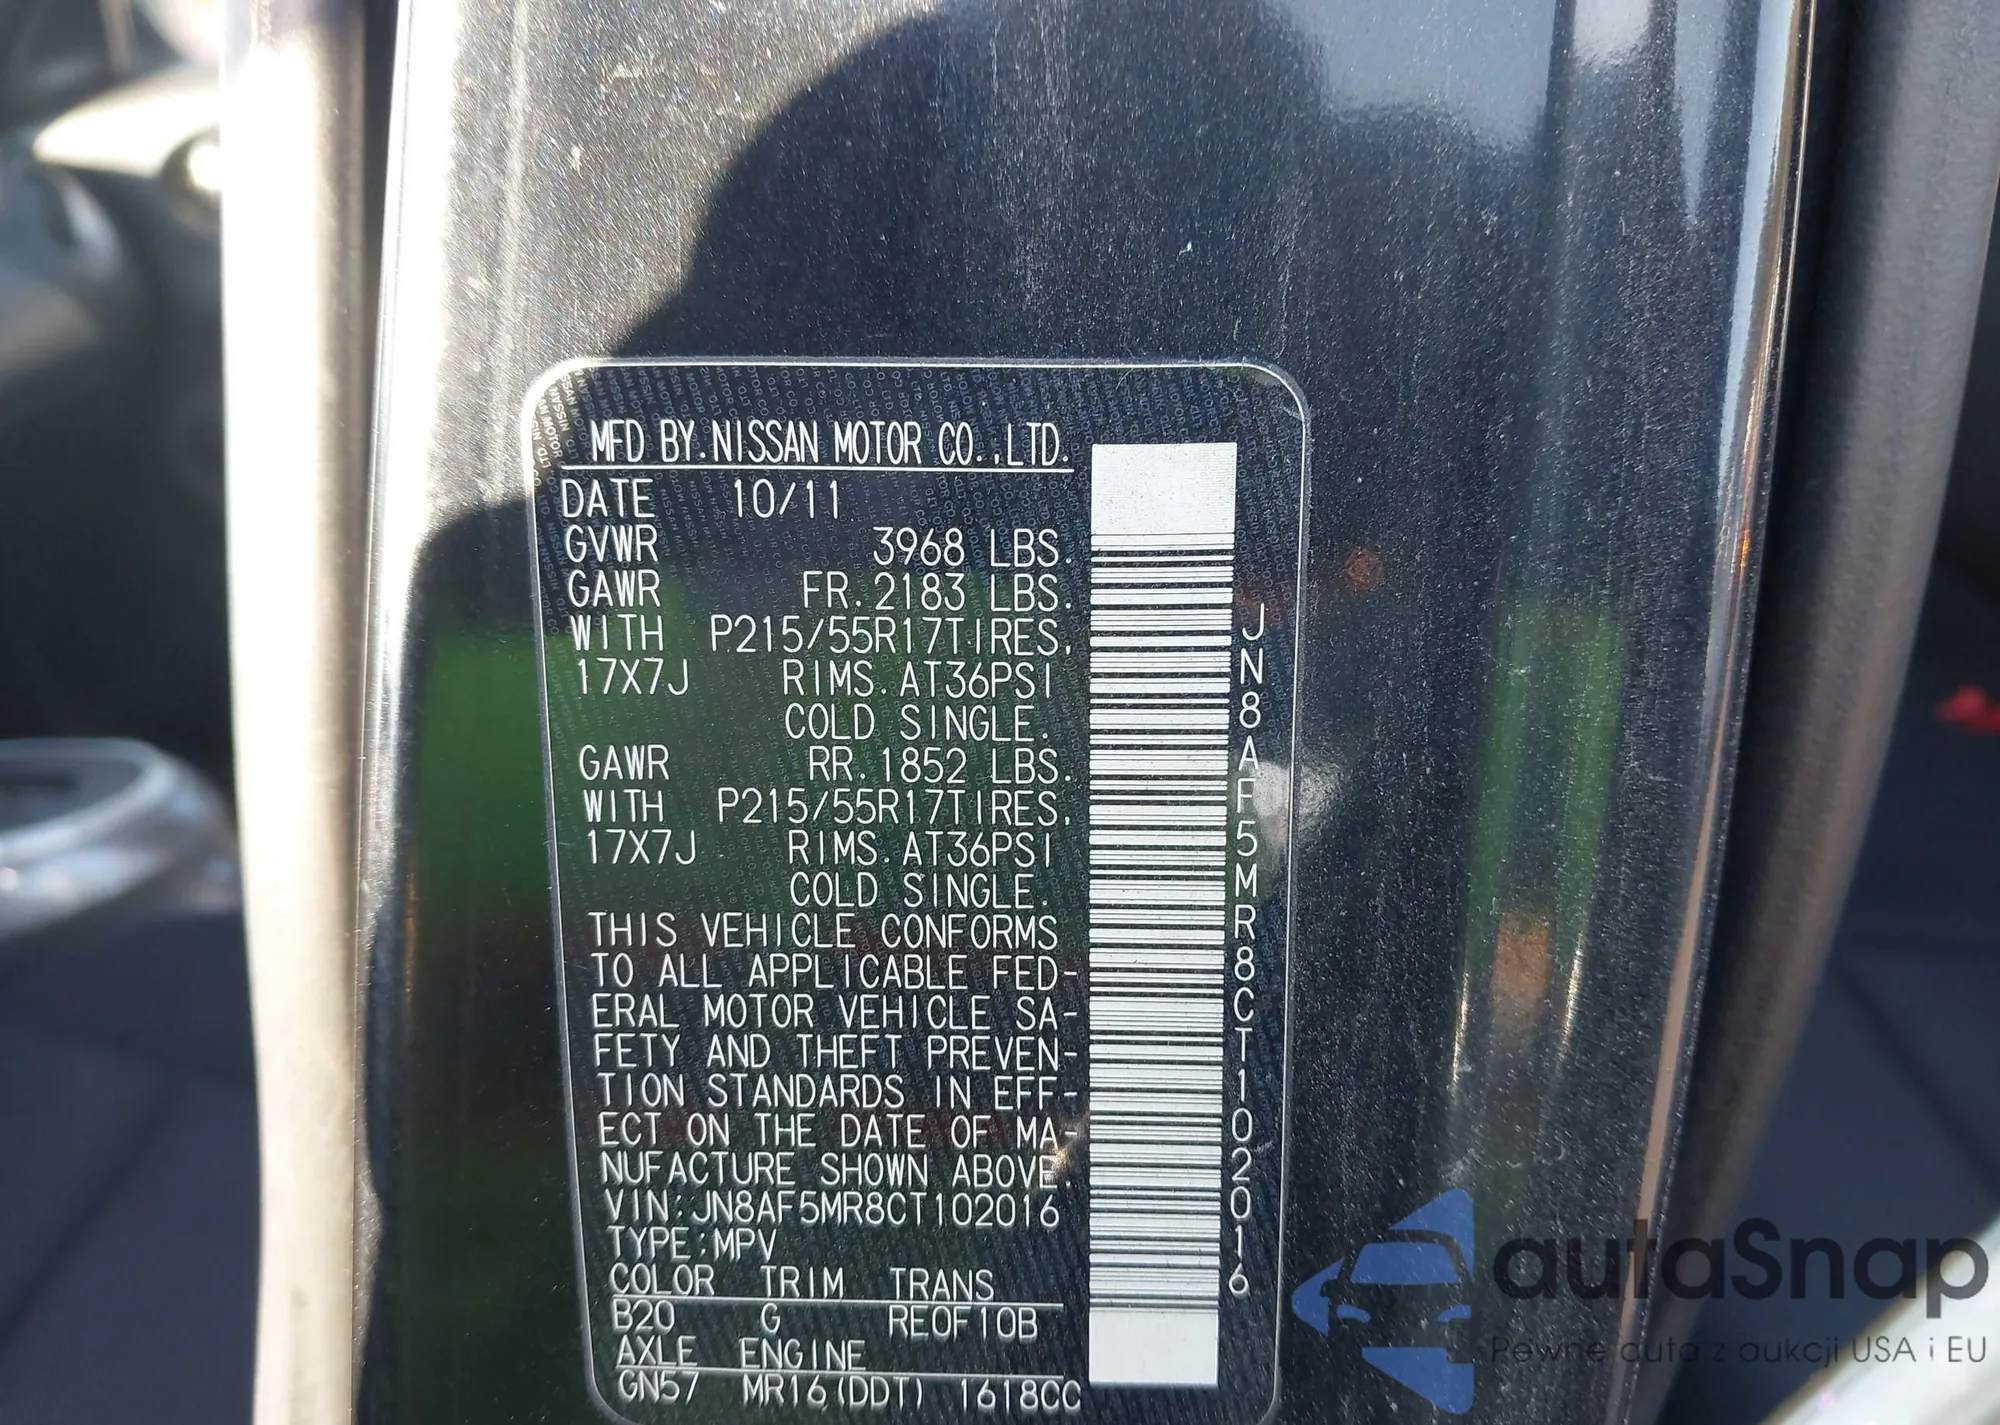 MFD BY.NISSAN MOTOR CO.,LTD.
DATE 10/11
GVWR 3968 LBS.
GAWR FR.2183 LBS.
WITH P215/55R17TIRES,
17X7J RIMS.AT36PSI
COLD SINGLE.
GAWR RR.1852 LBS.
WITH P215/55R17TIRES,
17X7J RIMS.AT36PSI
COLD SINGLE.
THIS VEHICLE CONFORMS
TO ALL APPLICABLE FED-
ERAL MOTOR VEHICLE SA-
FETY AND THEFT PREVEN-
TION STANDARDS IN EFF-
ECT ON THE DATE OF MA-
NUFACTURE SHOWN ABOVE.
VIN:JN8AF5MR8CT102016
TYPE:MPV
COLOR TRIM TRANS
B20 G RE0F10B
AXLE ENGINE
GN57 MR16(DDT) 1618CC
JN8AF5MR8CT102016
autaSnap
Pewne auta z aukcji USA i EU